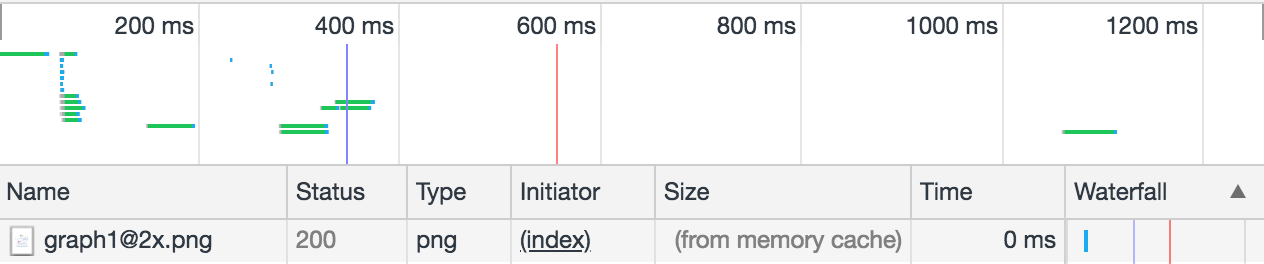 200 ms 400 ms 600 ms 800 ms 1000 ms 1200 ms
Name Status Type Initiator Size Time Waterfall ▲
graph1@2x.png 200 png (index) (from memory cache) 0 ms